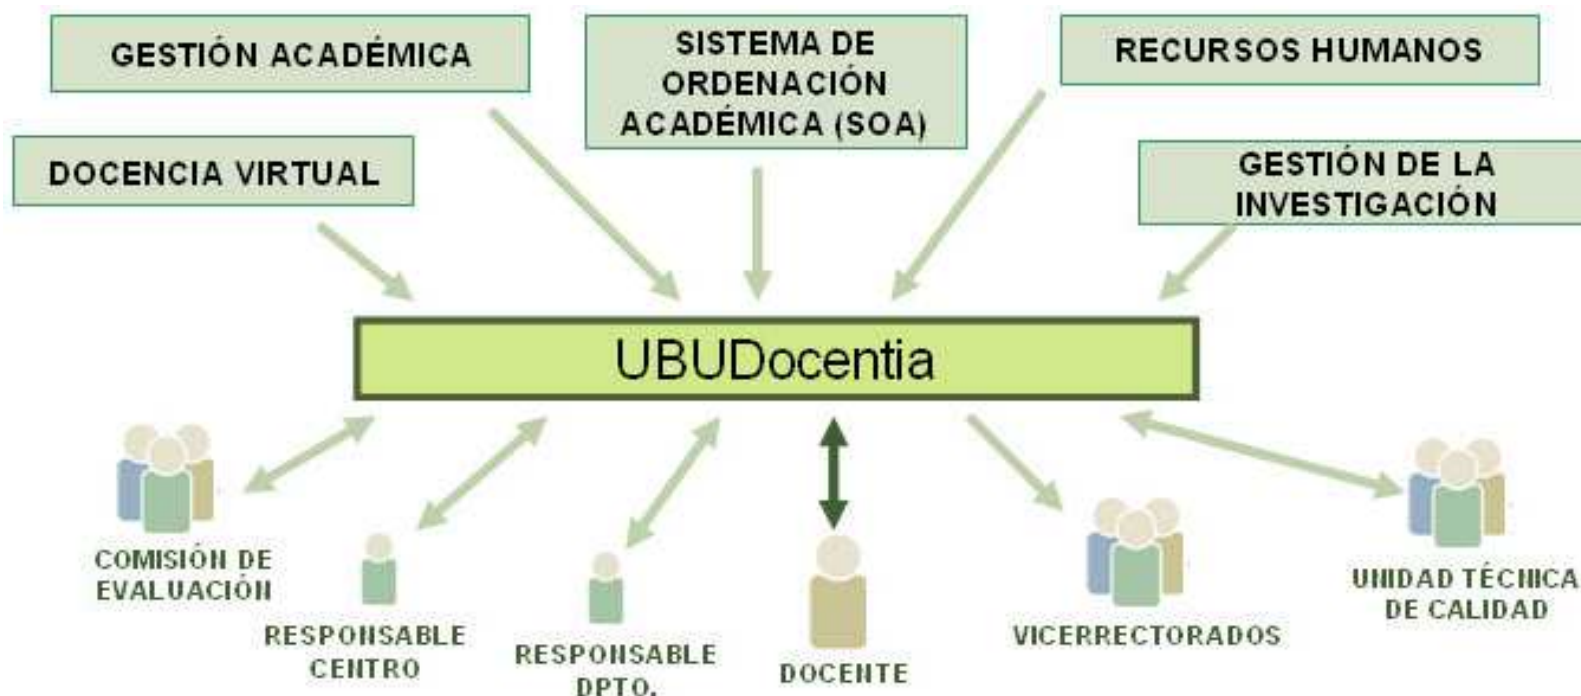 GESTIÓN ACADÉMICA
SISTEMA DE
ORDENACIÓN
ACADÉMICA (SOA)
RECURSOS HUMANOS
DOCENCIA VIRTUAL
GESTIÓN DE LA
INVESTIGACIÓN
UBUDocentia
COMISIÓN DE
EVALUACIÓN
RESPONSABLE
CENTRO
RESPONSABLE
DPTO.
DOCENTE
VICERRECTORADOS
UNIDAD TÉCNICA
DE CALIDAD